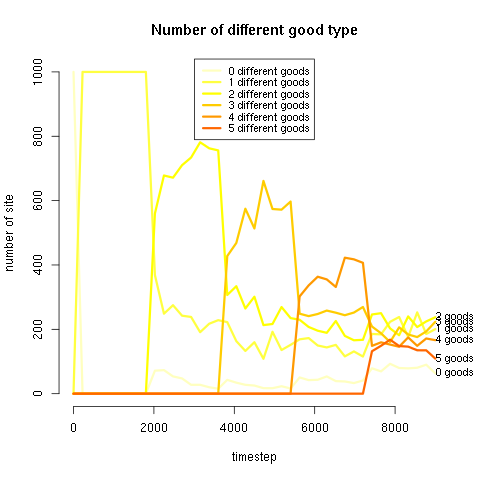 Number of different good type
0 different goods
1 different goods
2 different goods
3 different goods
4 different goods
5 different goods
number of site
1000
800
600
400
200
0
2 goods
3 goods
1 goods
4 goods
5 goods
0 goods
0
2000
4000
6000
8000
timestep